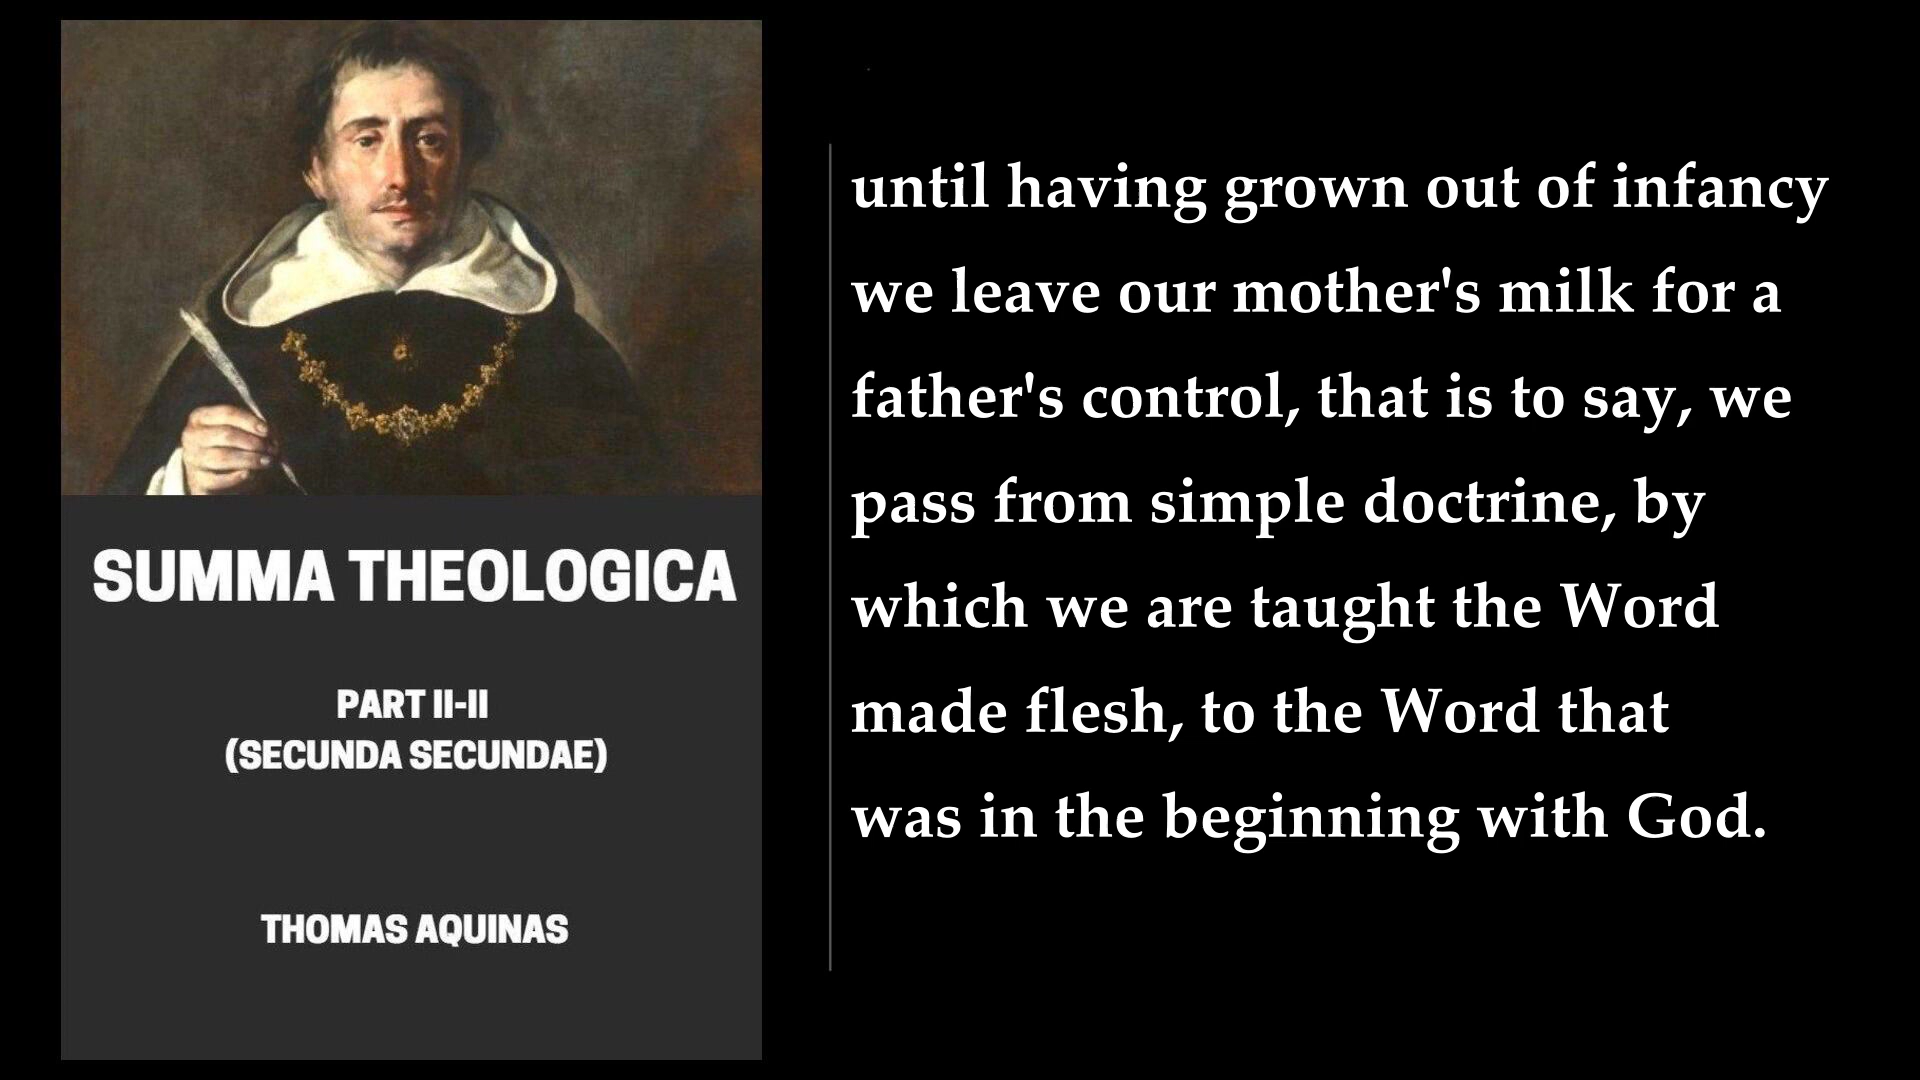 SUMMA THEOLOGICA
PART II-II
(SECUNDA SECUNDAE)
THOMAS AQUINAS
until having grown out of infancy
we leave our mother's milk for a
father's control, that is to say, we
pass from simple doctrine, by
which we are taught the Word
made flesh, to the Word that
was in the beginning with God.